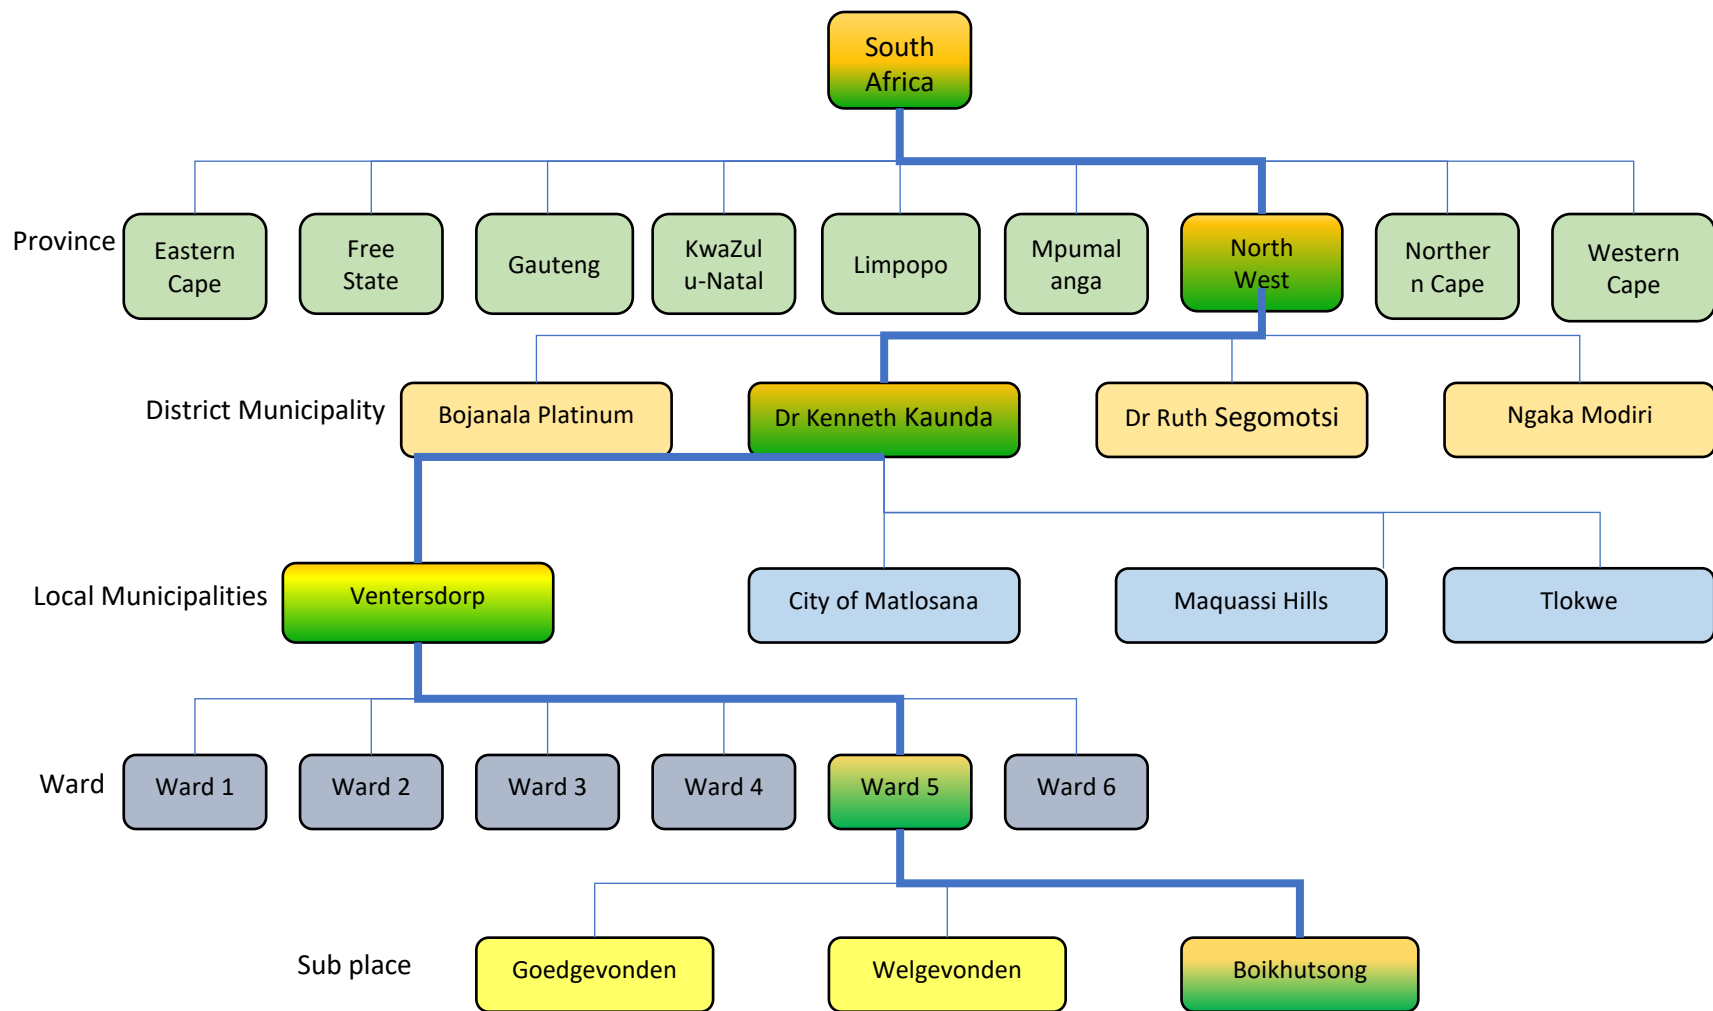 South
Africa
Province
Eastern
Cape
Free
State
Gauteng
KwaZul
u-Natal
Limpopo
Mpumal
anga
North
West
Norther
n Cape
Western
Cape
District Municipality
Bojanala Platinum
Dr Kenneth Kaunda
Dr Ruth Segomotsi
Ngaka Modiri
Local Municipalities
Ventersdorp
City of Matlosana
Maquassi Hills
Tlokwe
Ward
Ward 1
Ward 2
Ward 3
Ward 4
Ward 5
Ward 6
Sub place
Goedgevonden
Welgevonden
Boikhutsong